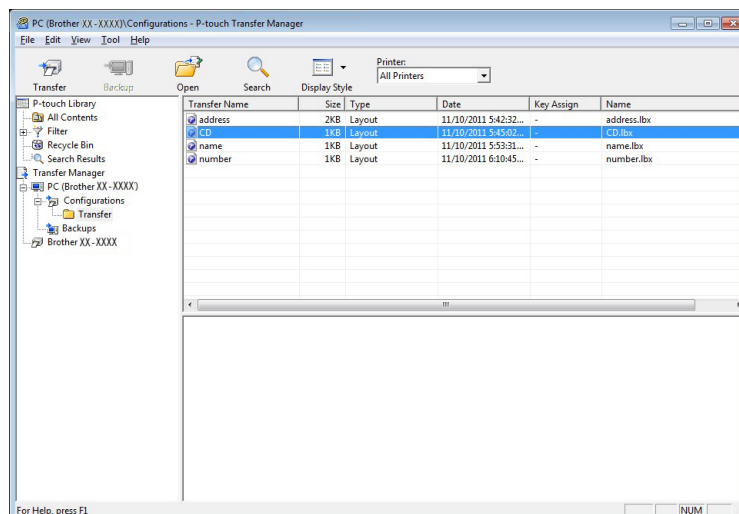 PC (Brother XX-XXXX)\Configurations - P-touch Transfer Manager
File Edit View Tool Help
Transfer Backup Open Search Display Style
Printer:
All Printers
P-touch Library
All Contents
Filter
Recycle Bin
Search Results
Transfer Manager
PC (Brother XX-XXXX)
Configurations
Transfer
Backups
Brother XX-XXXX
Transfer Name Size Type Date Key Assign Name
address 2KB Layout 11/10/2011 5:42:32... - address.lbx
CD 1KB Layout 11/10/2011 5:45:02... - CD.lbx
name 1KB Layout 11/10/2011 5:53:31... - name.lbx
number 1KB Layout 11/10/2011 6:10:45... - number.lbx
For Help, press F1
NUM